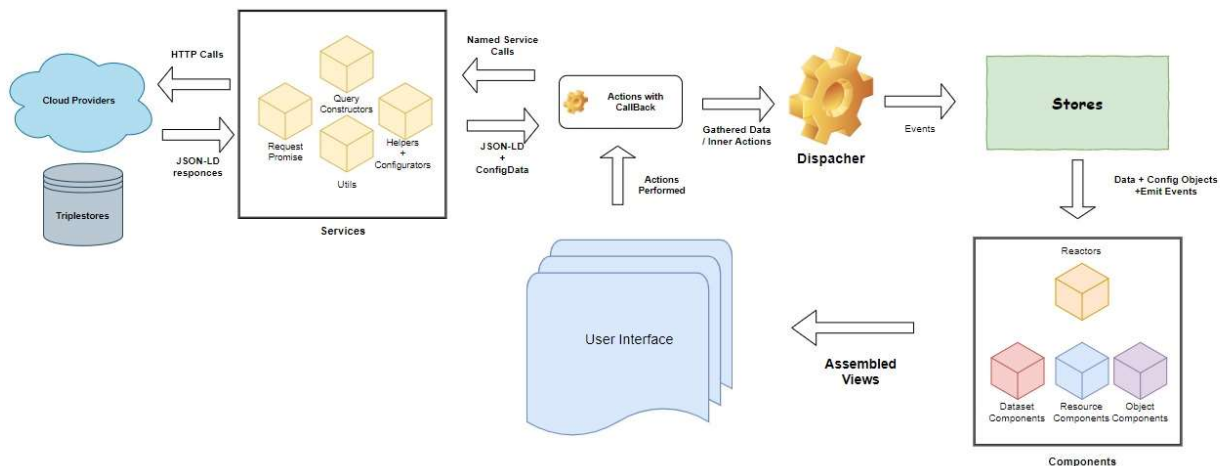 HTTP Calls
Cloud Providers
JSON-LD
responces
Triplestores
Query
Constructors
Request
Promise
Helpers
+
Configurators
Utils
Services
Named Service
Calls
JSON-LD
+
ConfigData
Actions with
CallBack
Actions
Performed
Gathered Data
/ Inner Actions
Dispacher
Events
Stores
Data + Config Objects
+Emit Events
Reactors
Dataset
Components
Resource
Components
Object
Components
Components
Assembled
Views
User Interface